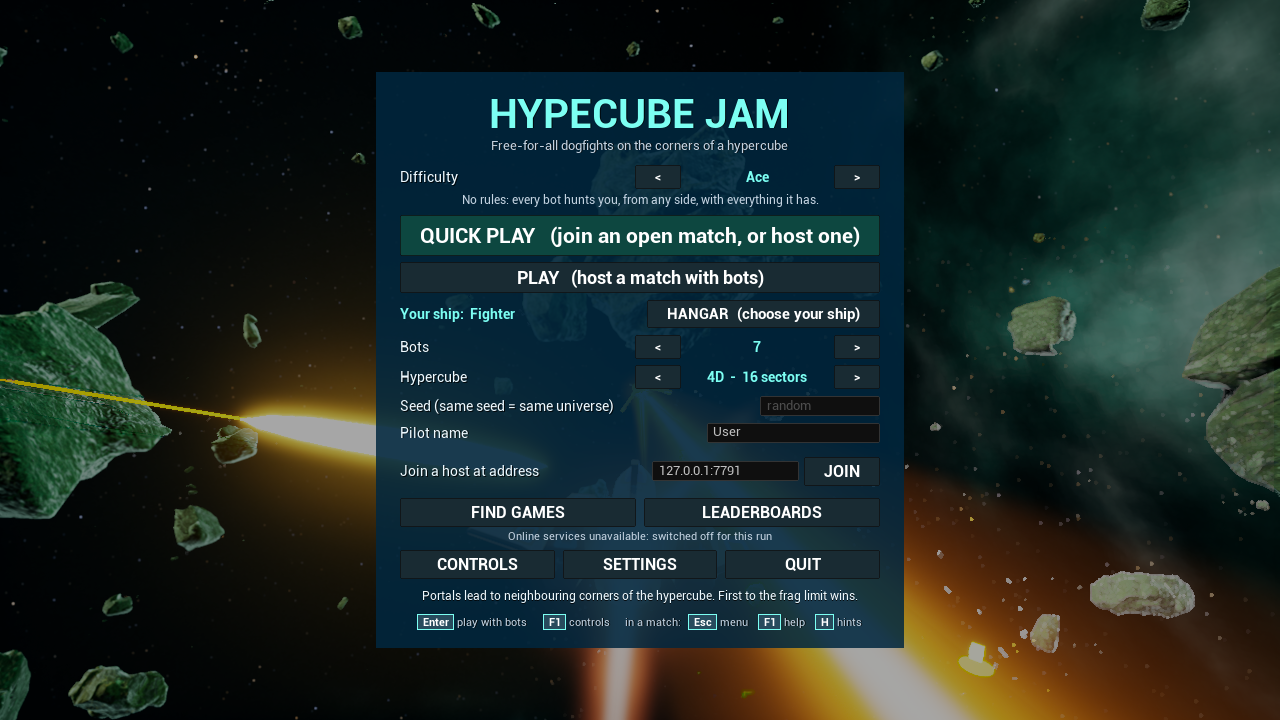 HYPECUBE JAM
Free-for-all dogfights on the corners of a hypercube
Difficulty < Ace >
No rules: every bot hunts you, from any side, with everything it has.
QUICK PLAY (join an open match, or host one)
PLAY (host a match with bots)
Your ship: Fighter HANGAR (choose your ship)
Bots < 7 >
Hypercube < 4D - 16 sectors >
Seed (same seed = same universe) random
Pilot name User
Join a host at address 127.0.0.1:7791 JOIN
FIND GAMES LEADERBOARDS
Online services unavailable: switched off for this run
CONTROLS SETTINGS QUIT
Portals lead to neighbouring corners of the hypercube. First to the frag limit wins.
Enter play with bots F1 controls in a match: Esc menu F1 help H hints